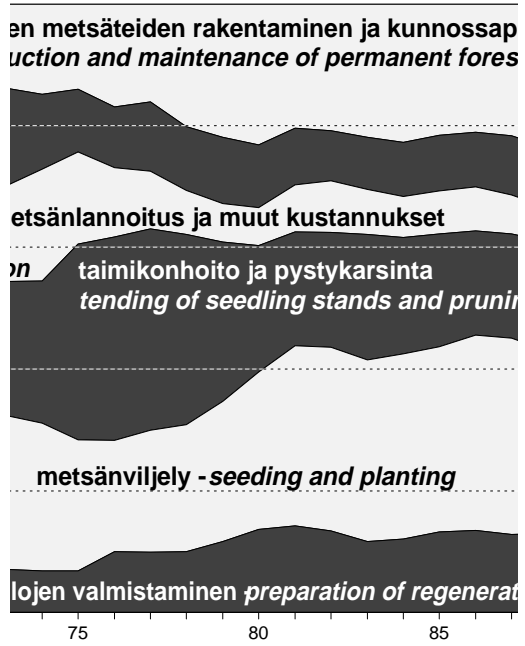 en metsäteiden rakentaminen ja kunnossap
uction and maintenance of permanent fores
etsänlannoitus ja muut kustannukset
on taimikonhoito ja pystykarsinta
tending of seedling stands and prunin
metsänviljely - seeding and planting
lojen valmistaminen - preparation of regenerat
75 80 85